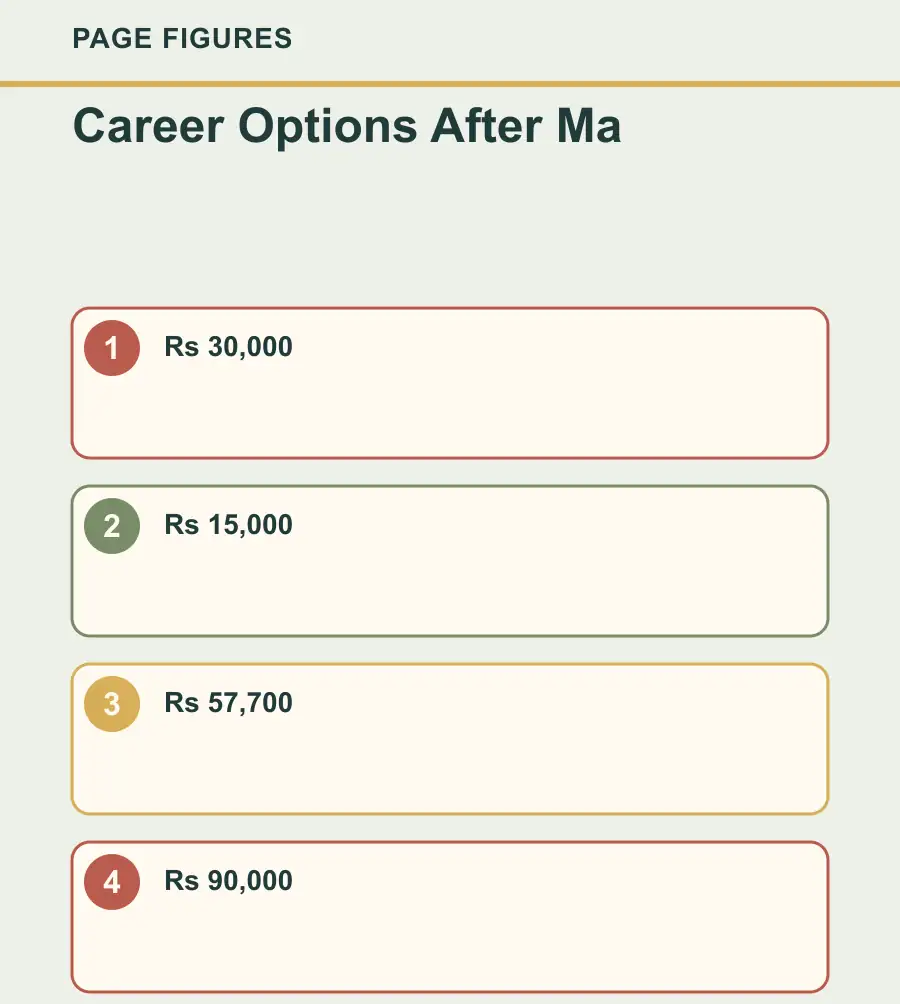 PAGE FIGURES
Career Options After Ma
1 Rs 30,000
2 Rs 15,000
3 Rs 57,700
4 Rs 90,000